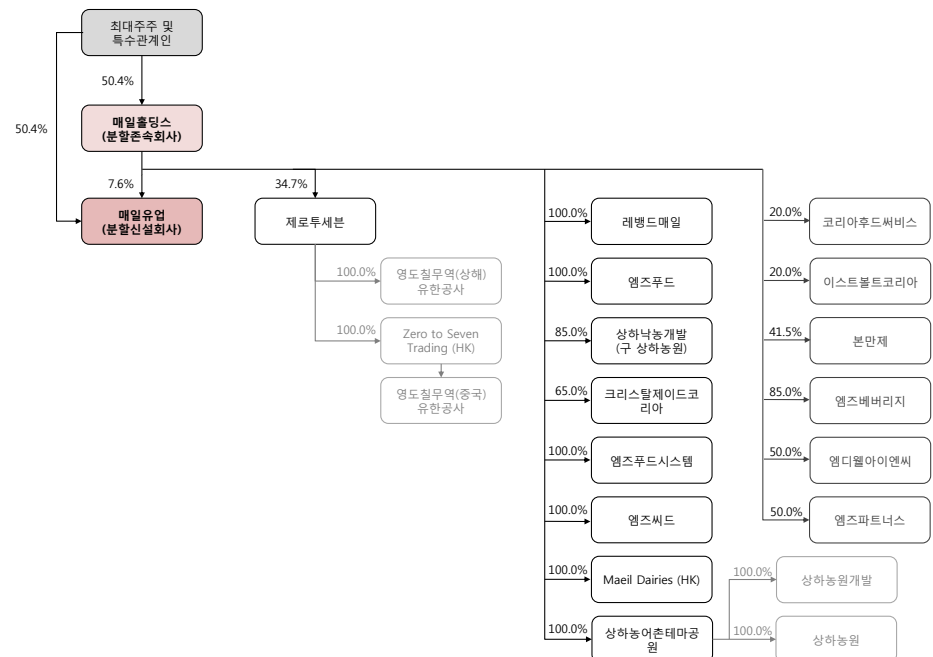 최대주주 및
특수관계인
50.4%
50.4%
매일홀딩스
(분할존속회사)
7.6%
34.7%
매일유업
(분할신설회사)
제로투세븐
100.0%
영도칠무역(상해)
유한공사
100.0%
Zero to Seven
Trading (HK)
영도칠무역(중국)
유한공사
100.0%
레뱅드매일
100.0%
엠즈푸드
85.0%
상하낙농개발
(구 상하농원)
65.0%
크리스탈제이드코
리아
100.0%
엠즈푸드시스템
100.0%
엠즈씨드
100.0%
Maeil Dairies (HK)
100.0%
상하농어촌테마공
원
20.0%
코리아후드써비스
20.0%
이스트볼트코리아
41.5%
본만제
85.0%
엠즈베버리지
50.0%
엠디웰아이엔씨
50.0%
엠즈파트너스
100.0%
상하농원개발
100.0%
상하농원